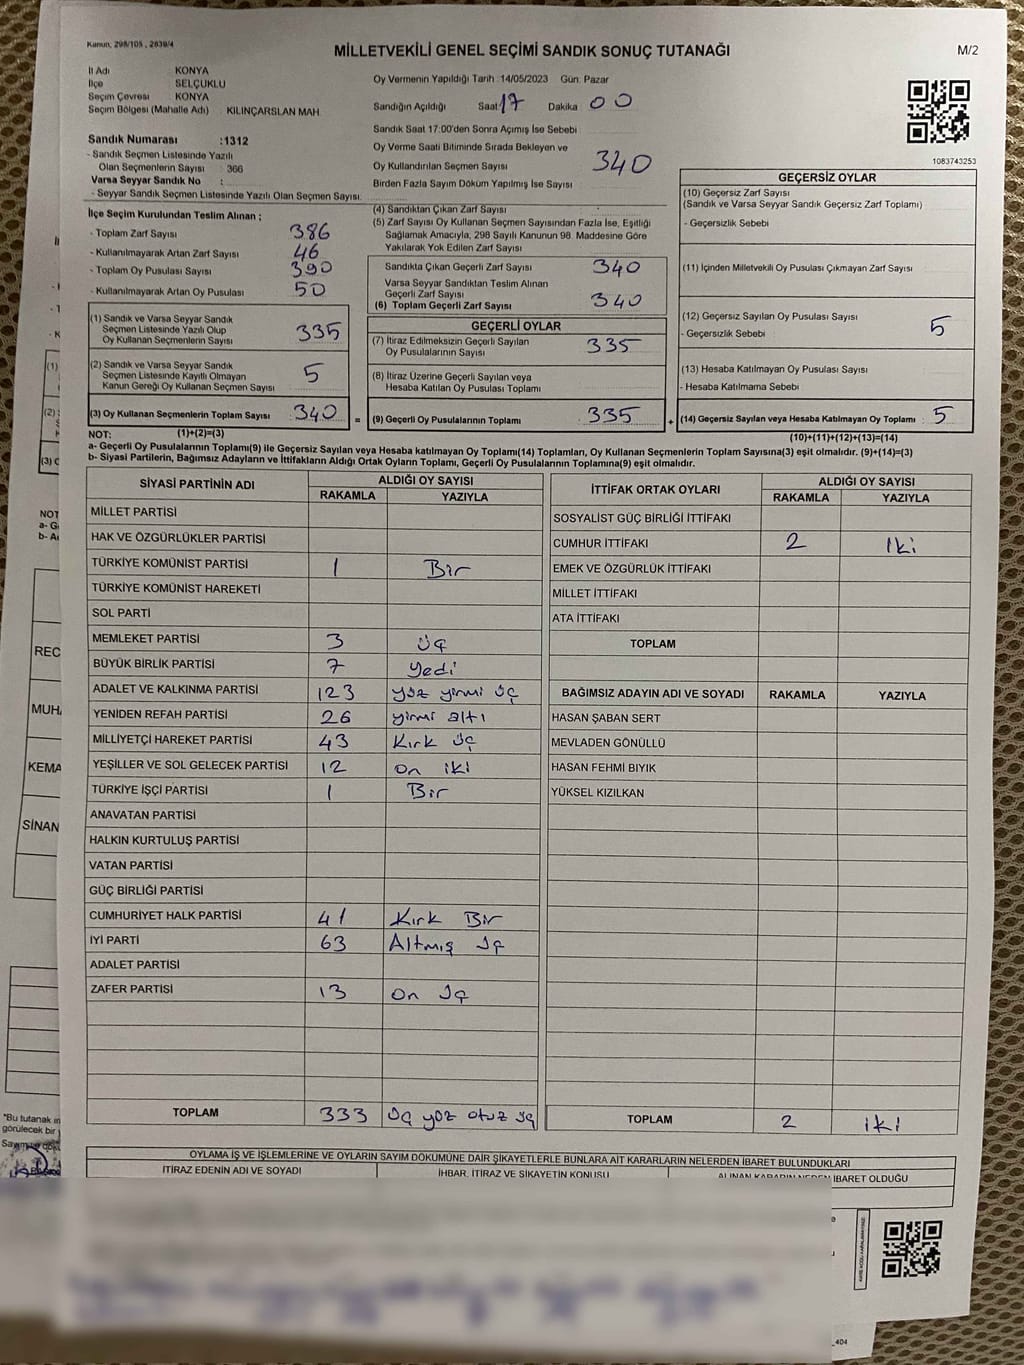 Kanun, 298/105 , 2839/4
MİLLETVEKİLİ GENEL SEÇİMİ SANDIK SONUÇ TUTANAĞI
M/2
İl Adı KONYA
İlçe SELÇUKLU
Seçim Çevresi KONYA
Seçim Bölgesi (Mahalle Adı) KILINÇARSLAN MAH.
Sandık Numarası :1312
- Sandık Seçmen Listesinde Yazılı
Olan Seçmenlerin Sayısı : 366
Varsa Seyyar Sandık No :
- Seyyar Sandık Seçmen Listesinde Yazılı Olan Seçmen Sayısı:
Oy Vermenin Yapıldığı Tarih :14/05/2023 Gün: Pazar
Sandığın Açıldığı Saat 17 Dakika 00
Sandık Saat 17:00'den Sonra Açımış İse Sebebi
Oy Verme Saati Bitiminde Sırada Bekleyen ve
Oy Kullandırılan Seçmen Sayısı 340
Birden Fazla Sayım Döküm Yapılmış İse Sayısı
1083743253
İlçe Seçim Kurulundan Teslim Alınan ;
- Toplam Zarf Sayısı 386
- Kullanılmayarak Artan Zarf Sayısı 46
- Toplam Oy Pusulası Sayısı 390
- Kullanılmayarak Artan Oy Pusulası 50
(1) Sandık ve Varsa Seyyar Sandık
Seçmen Listesinde Yazılı Olup
Oy Kullanan Seçmenlerin Sayısı 335
(2) Sandık ve Varsa Seyyar Sandık
Seçmen Listesinde Kayıtlı Olmayan
Kanun Gereği Oy Kullanan Seçmen Sayısı 5
(3) Oy Kullanan Seçmenlerin Toplam Sayısı 340 =
(4) Sandıktan Çıkan Zarf Sayısı
(5) Zarf Sayısı Oy Kullanan Seçmen Sayısından Fazla İse, Eşitliği
Sağlamak Amacıyla, 298 Sayılı Kanunun 98. Maddesine Göre
Yakılarak Yok Edilen Zarf Sayısı
Sandıkta Çıkan Geçerli Zarf Sayısı 340
Varsa Seyyar Sandıktan Teslim Alınan
Geçerli Zarf Sayısı
(6) Toplam Geçerli Zarf Sayısı 340
GEÇERLİ OYLAR
(7) İtiraz Edilmeksizin Geçerli Sayılan
Oy Pusulalarının Sayısı 335
(8) İtiraz Üzerine Geçerli Sayılan veya
Hesaba Katılan Oy Pusulası Toplamı
(9) Geçerli Oy Pusulalarının Toplamı 335 +
GEÇERSİZ OYLAR
(10) Geçersiz Zarf Sayısı
(Sandık ve Varsa Seyyar Sandık Geçersiz Zarf Toplamı)
- Geçersizlik Sebebi
(11) İçinden Milletvekili Oy Pusulası Çıkmayan Zarf Sayısı
(12) Geçersiz Sayılan Oy Pusulası Sayısı 5
- Geçersizlik Sebebi
(13) Hesaba Katılmayan Oy Pusulası Sayısı
- Hesaba Katılmama Sebebi
(14) Geçersiz Sayılan veya Hesaba Katılmayan Oy Toplamı 5
NOT: (1)+(2)=(3)
(10)+(11)+(12)+(13)=(14)
a- Geçerli Oy Pusulalarının Toplamı(9) ile Geçersiz Sayılan veya Hesaba katılmayan Oy Toplamı(14) Toplamları, Oy Kullanan Seçmenlerin Toplam Sayısına(3) eşit olmalıdır. (9)+(14)=(3)
b- Siyasi Partilerin, Bağımsız Adayların ve İttifakların Aldığı Ortak Oyların Toplamı, Geçerli Oy Pusulalarının Toplamına(9) eşit olmalıdır.
SİYASİ PARTİNİN ADI ALDIĞI OY SAYISI
RAKAMLA YAZIYLA
MİLLET PARTİSİ
HAK VE ÖZGÜRLÜKLER PARTİSİ
TÜRKİYE KOMÜNİST PARTİSİ 1 Bir
TÜRKİYE KOMÜNİST HAREKETİ
SOL PARTİ
MEMLEKET PARTİSİ 3 üç
BÜYÜK BİRLİK PARTİSİ 7 yedi
ADALET VE KALKINMA PARTİSİ 123 yüz yirmi üç
YENİDEN REFAH PARTİSİ 26 yirmi altı
MİLLİYETÇİ HAREKET PARTİSİ 43 Kırk üç
YEŞİLLER VE SOL GELECEK PARTİSİ 12 on iki
TÜRKİYE İŞÇİ PARTİSİ 1 Bir
ANAVATAN PARTİSİ
HALKIN KURTULUŞ PARTİSİ
VATAN PARTİSİ
GÜÇ BİRLİĞİ PARTİSİ
CUMHURİYET HALK PARTİSİ 41 Kırk Bir
İYİ PARTİ 63 Altmış üç
ADALET PARTİSİ
ZAFER PARTİSİ 13 on üç
TOPLAM 333 üç yüz otuz üç
İTTİFAK ORTAK OYLARI ALDIĞI OY SAYISI
RAKAMLA YAZIYLA
SOSYALİST GÜÇ BİRLİĞİ İTTİFAKI
CUMHUR İTTİFAKI 2 iki
EMEK VE ÖZGÜRLÜK İTTİFAKI
MİLLET İTTİFAKI
ATA İTTİFAKI
TOPLAM
BAĞIMSIZ ADAYIN ADI VE SOYADI RAKAMLA YAZIYLA
HASAN ŞABAN SERT
MEVLADEN GÖNÜLLÜ
HASAN FEHMİ BIYIK
YÜKSEL KIZILKAN
TOPLAM 2 iki
OYLAMA İŞ VE İŞLEMLERİNE VE OYLARIN SAYIM DÖKÜMÜNE DAİR ŞİKAYETLERLE BUNLARA AİT KARARLARIN NELERDEN İBARET BULUNDUKLARI
İTİRAZ EDENİN ADI VE SOYADI İHBAR, İTİRAZ VE ŞİKAYETİN KONUSU ALINAN KARARIN NEDEN İBARET OLDUĞU
(1)
(2)
(3)
NOT
a-
b-
REC
MUHA
KEMA
SİNAN
"Bu tutanak
görülecek bir
_404